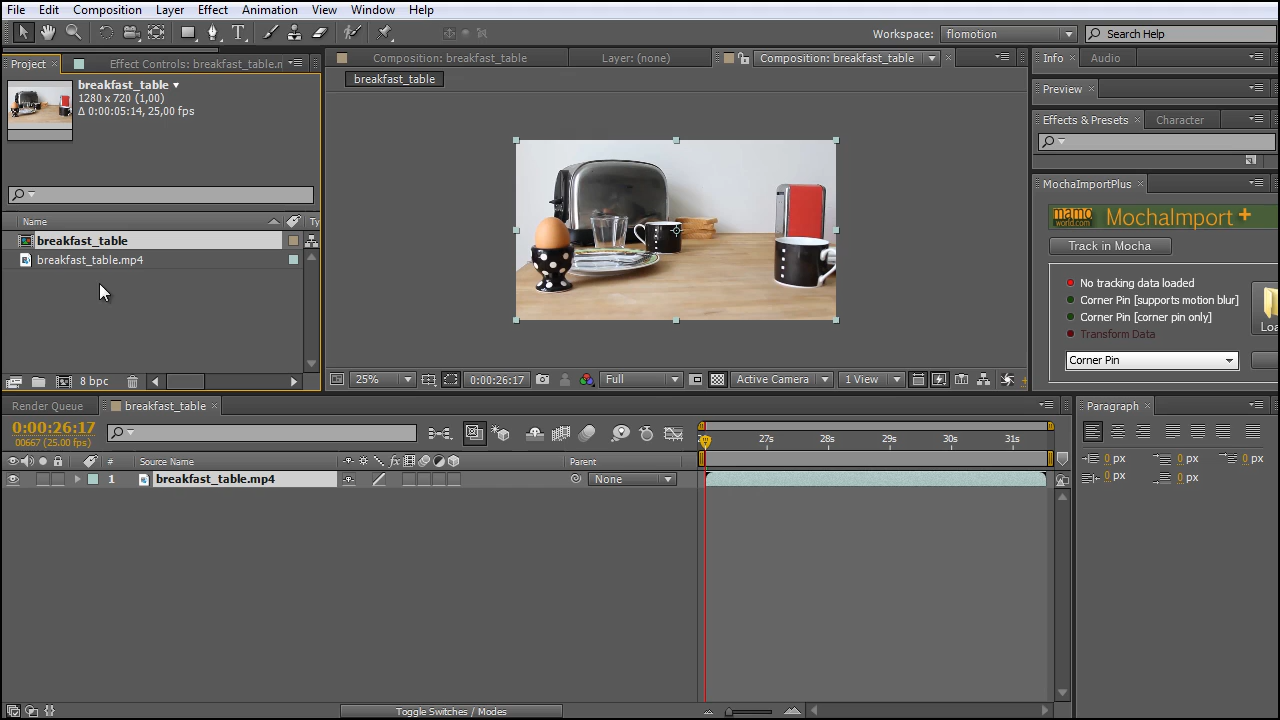 File Edit Composition Layer Effect Animation View Window Help
Workspace: flomotion Search Help
Project Effect Controls: breakfast_table.m
Composition: breakfast_table Layer: (none) Composition: breakfast_table
Info Audio
breakfast_table
1280 x 720 (1,00)
Δ 0:00:05:14, 25,00 fps
breakfast_table
Preview
Effects & Presets Character
MochaImportPlus
mamo world.com MochaImport +
Track in Mocha
Name Ty
breakfast_table
breakfast_table.mp4
No tracking data loaded
Corner Pin [supports motion blur]
Corner Pin [corner pin only]
Transform Data
Loa
Corner Pin
8 bpc
25% 0:00:26:17 Full Active Camera 1 View
Render Queue breakfast_table
Paragraph
0:00:26:17
00667 (25.00 fps)
27s 28s 29s 30s 31s
# Source Name fx Parent
1 breakfast_table.mp4 None
0 px 0 px 0 px
0 px 0 px
Toggle Switches / Modes